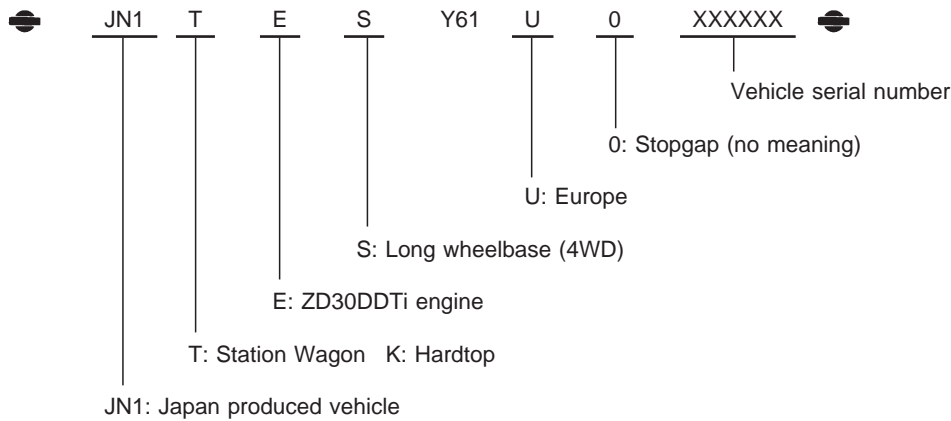 JN1 T E S Y61 U 0 XXXXXX
Vehicle serial number
0: Stopgap (no meaning)
U: Europe
S: Long wheelbase (4WD)
E: ZD30DDTi engine
T: Station Wagon K: Hardtop
JN1: Japan produced vehicle